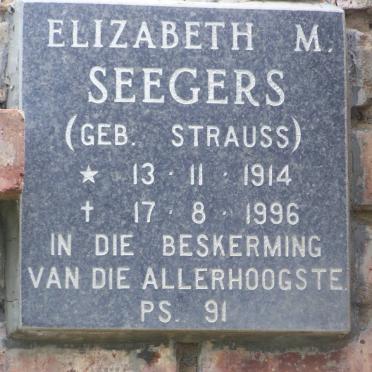 ELIZABETH M.
SEEGERS
(GEB. STRAUSS)
★ 13 · 11 · 1914
† 17 · 8 · 1996
IN DIE BESKERMING
VAN DIE ALLERHOOGSTE.
PS. 91